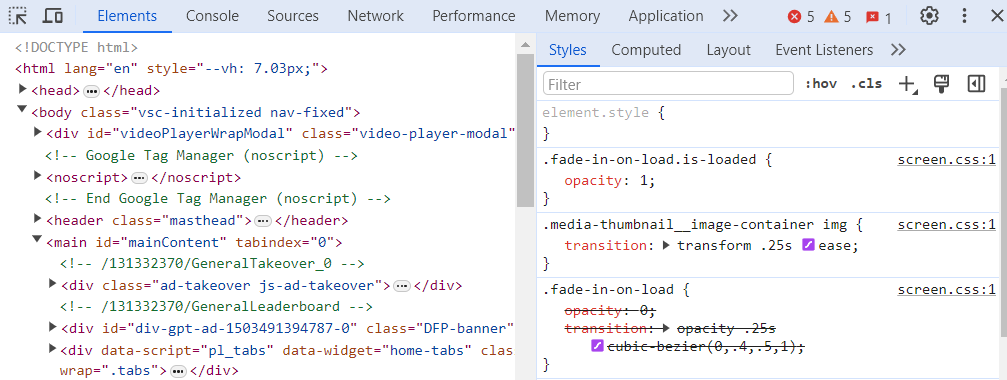 Elements Console Sources Network Performance Memory Application 5 5 1
<!DOCTYPE html>
<html lang="en" style="--vh: 7.03px;">
<head> </head>
<body class="vsc-initialized nav-fixed">
<div id="videoPlayerWrapModal" class="video-player-modal"
<!-- Google Tag Manager (noscript) -->
<noscript> </noscript>
<!-- End Google Tag Manager (noscript) -->
<header class="masthead"> </header>
<main id="mainContent" tabindex="0">
<!-- /131332370/GeneralTakeover_0 -->
<div class="ad-takeover js-ad-takeover"> </div>
<!-- /131332370/GeneralLeaderboard -->
<div id="div-gpt-ad-1503491394787-0" class="DFP-banner"
<div data-script="pl_tabs" data-widget="home-tabs" clas
wrap=".tabs"> </div>
Styles Computed Layout Event Listeners
Filter :hov .cls
element.style {
}
.fade-in-on-load.is-loaded { screen.css:1
opacity: 1;
}
.media-thumbnail__image-container img { screen.css:1
transition: transform .25s ease;
}
.fade-in-on-load { screen.css:1
opacity: 0;
transition: opacity .25s
cubic-bezier(0,.4,.5,1);
}